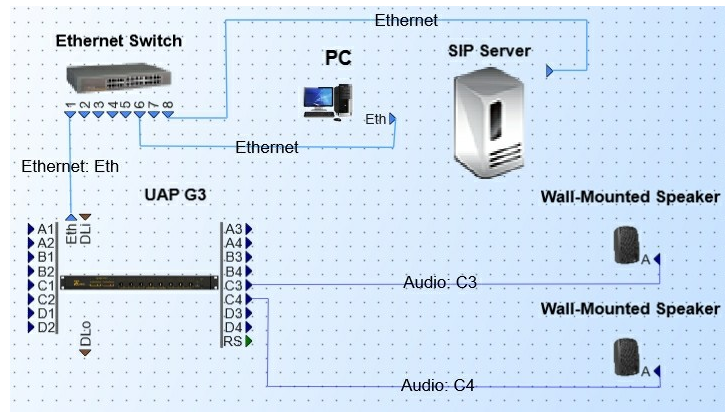 Ethernet
Ethernet Switch
PC
SIP Server
1 2 3 4 5 6 7 8
Eth
Ethernet
Ethernet: Eth
UAP G3
Wall-Mounted Speaker
Eth
DLi
A1
A2
B1
B2
C1
C2
D1
D2
A3
A4
B3
B4
C3
C4
D3
D4
RS
DLo
A
Audio: C3
Wall-Mounted Speaker
A
Audio: C4